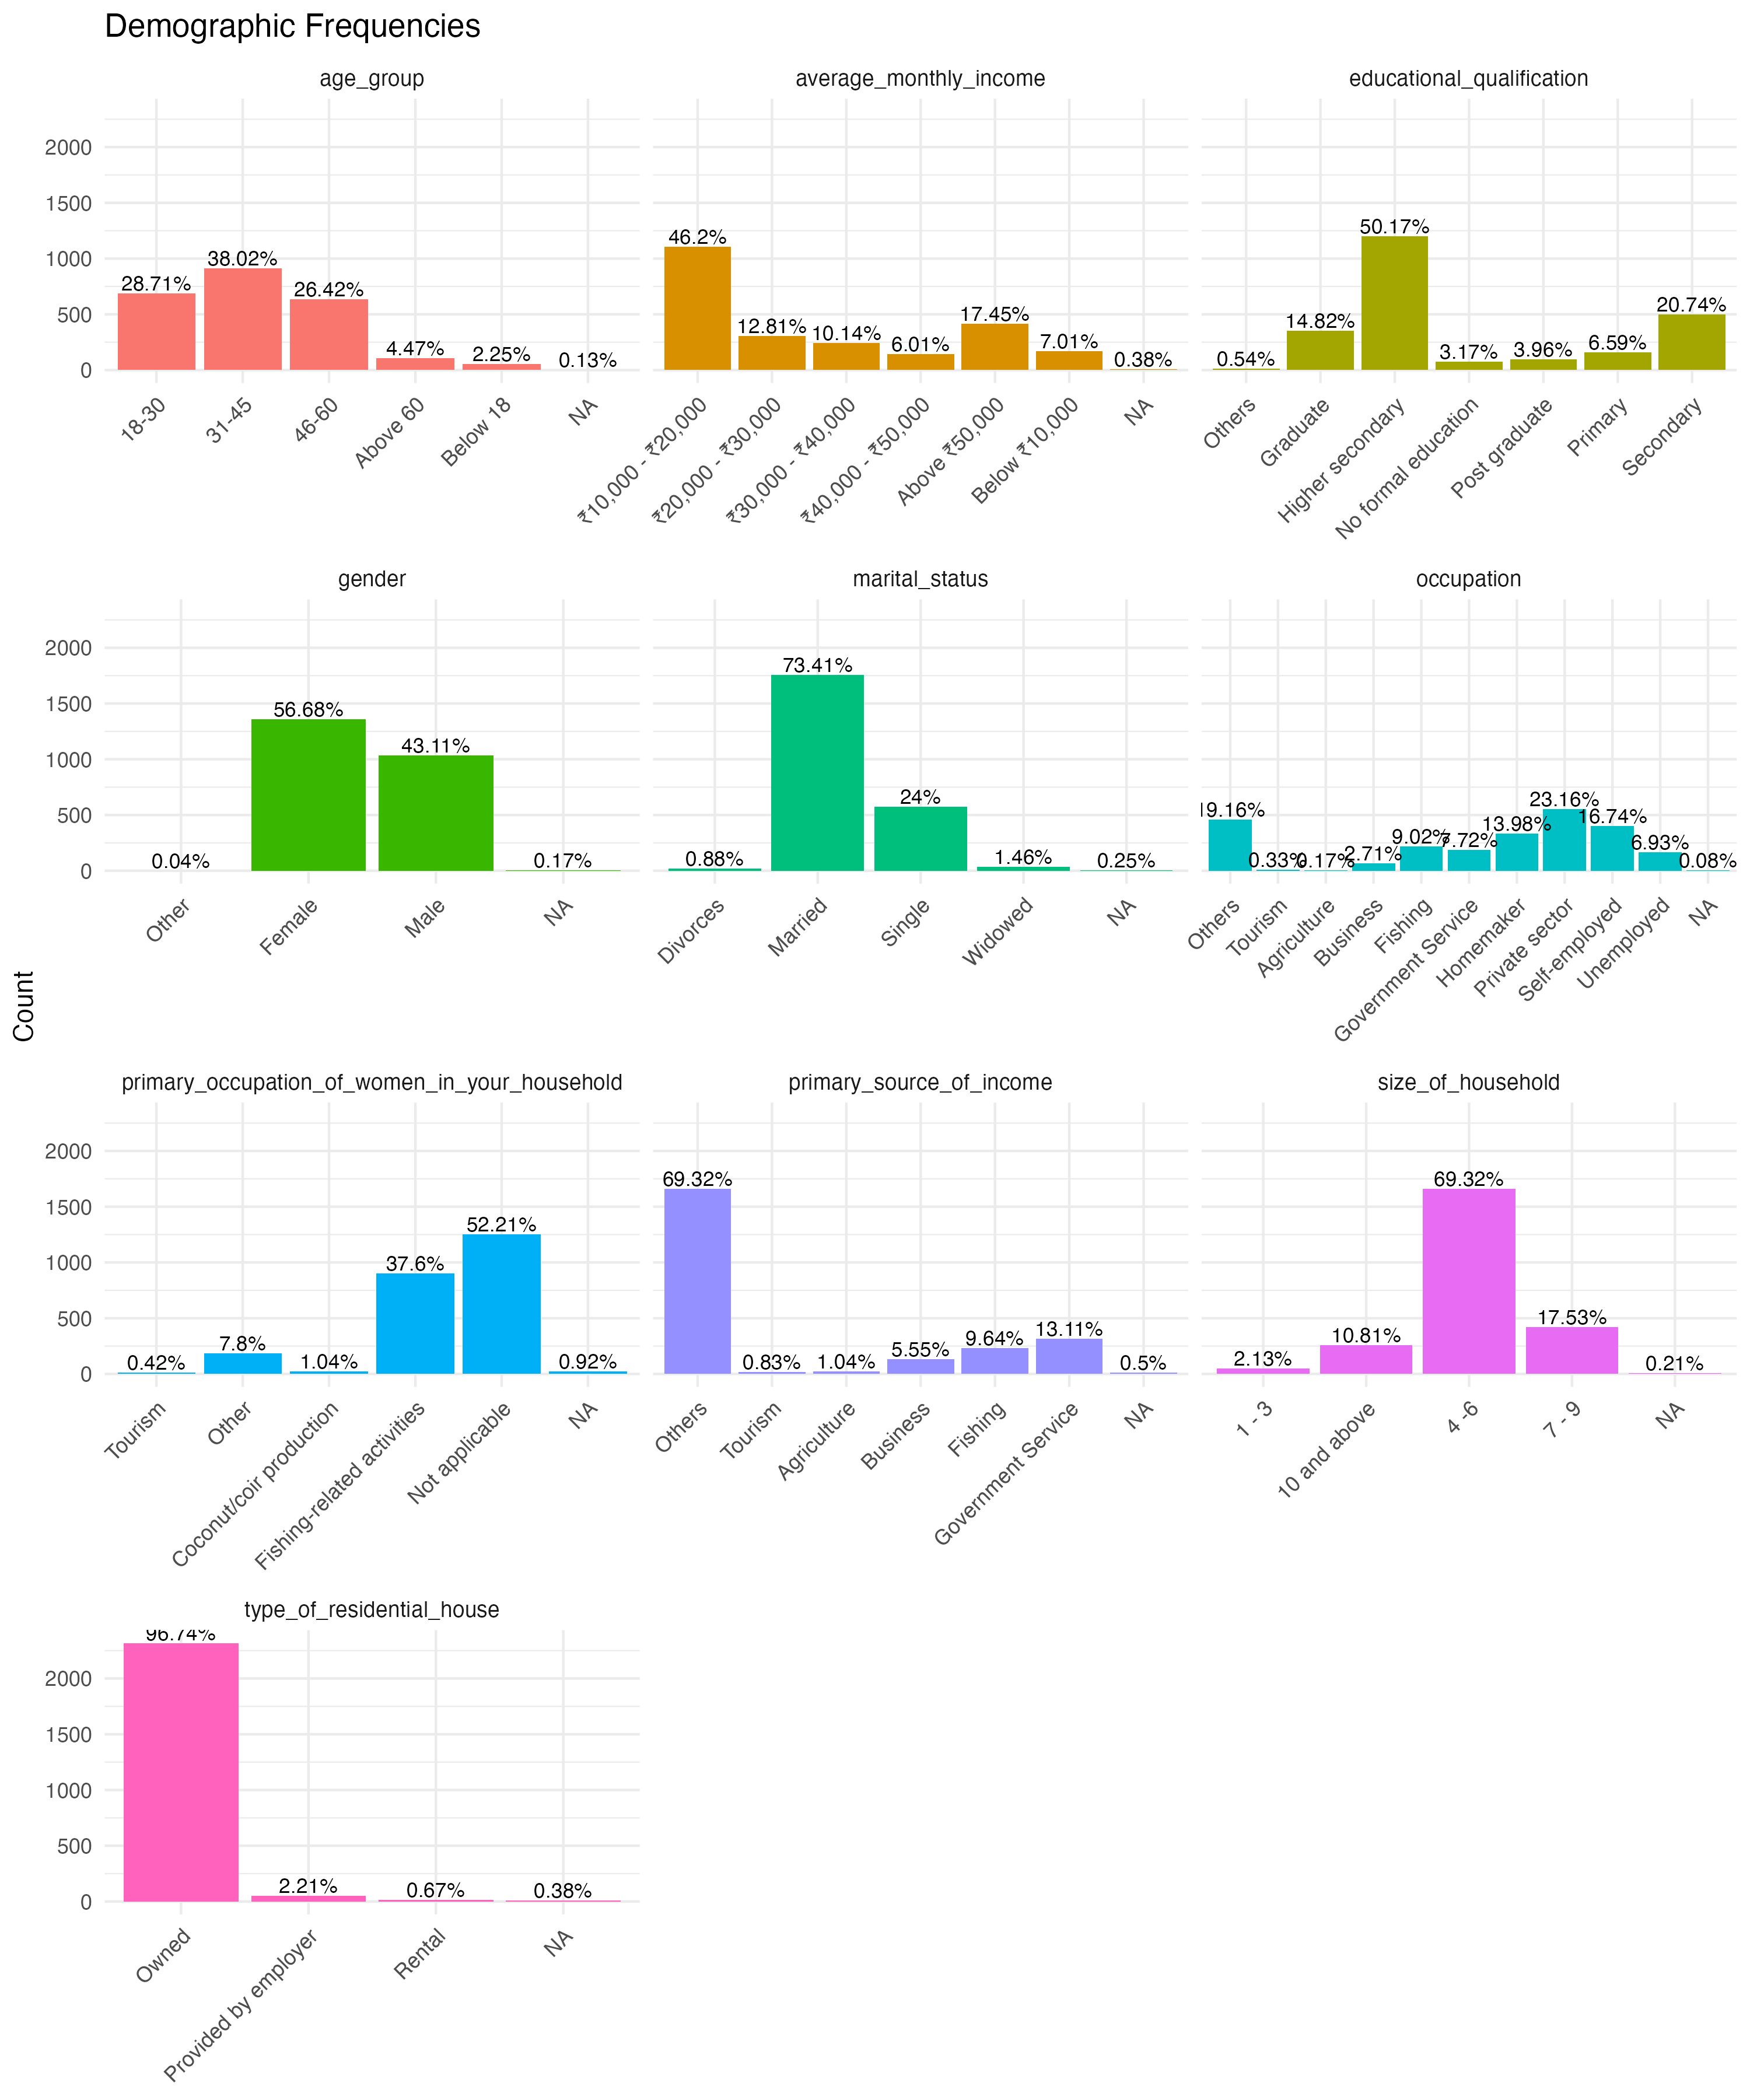 Demographic Frequencies
age_group
average_monthly_income
educational_qualification
2000
1500
1000
500
0
28.71%
38.02%
26.42%
4.47%
2.25%
0.13%
46.2%
12.81%
10.14%
6.01%
17.45%
7.01%
0.38%
0.54%
14.82%
50.17%
3.17%
3.96%
6.59%
20.74%
18-30
31-45
46-60
Above 60
Below 18
NA
₹10,000 - ₹20,000
₹20,000 - ₹30,000
₹30,000 - ₹40,000
₹40,000 - ₹50,000
Above ₹50,000
Below ₹10,000
NA
Others
Graduate
Higher secondary
No formal education
Post graduate
Primary
Secondary
gender
marital_status
occupation
2000
1500
1000
500
0
0.04%
56.68%
43.11%
0.17%
0.88%
73.41%
24%
1.46%
0.25%
19.16%
0.33%
0.17%
2.71%
9.02%
7.72%
13.98%
23.16%
16.74%
6.93%
0.08%
Other
Female
Male
NA
Divorces
Married
Single
Widowed
NA
Others
Tourism
Agriculture
Business
Fishing
Government Service
Homemaker
Private sector
Self-employed
Unemployed
NA
Count
primary_occupation_of_women_in_your_household
primary_source_of_income
size_of_household
2000
1500
1000
500
0
0.42%
7.8%
1.04%
37.6%
52.21%
0.92%
69.32%
0.83%
1.04%
5.55%
9.64%
13.11%
0.5%
2.13%
10.81%
69.32%
17.53%
0.21%
Tourism
Other
Coconut/coir production
Fishing-related activities
Not applicable
NA
Others
Tourism
Agriculture
Business
Fishing
Government Service
NA
1 - 3
10 and above
4 -6
7 - 9
NA
type_of_residential_house
2000
1500
1000
500
0
96.74%
2.21%
0.67%
0.38%
Owned
Provided by employer
Rental
NA